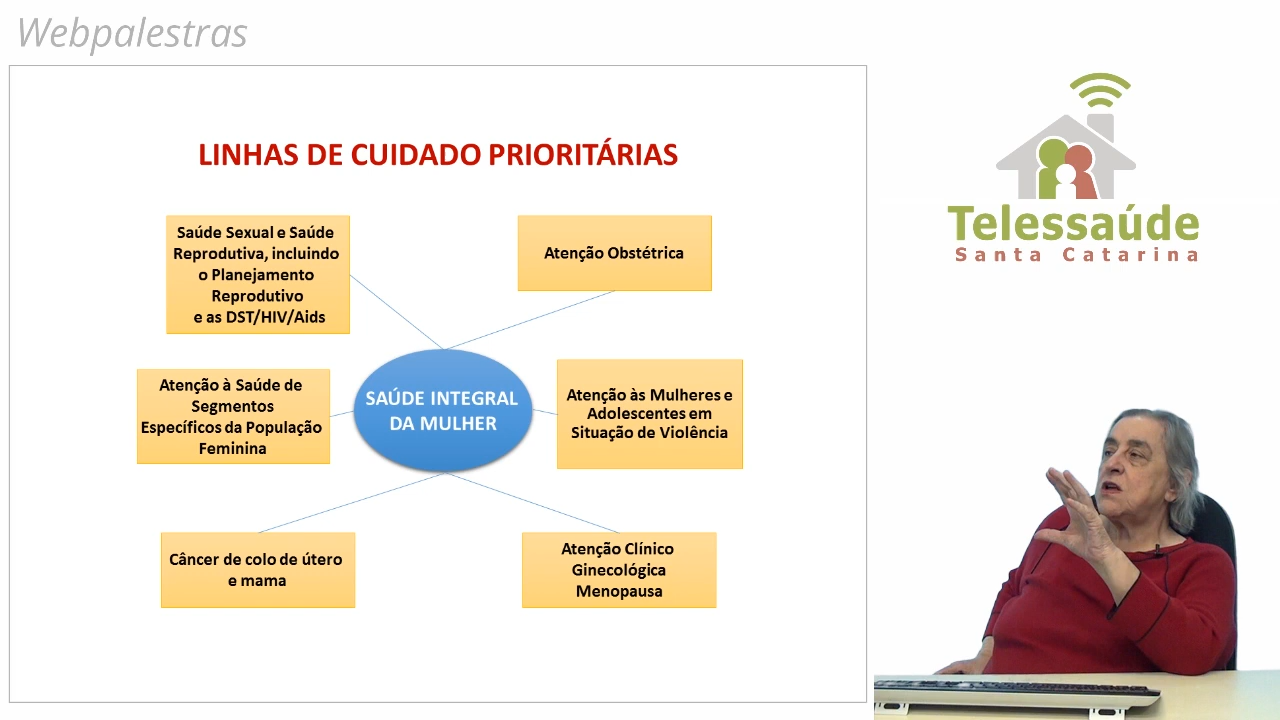 Webpalestras
LINHAS DE CUIDADO PRIORITÁRIAS
Saúde Sexual e Saúde
Reprodutiva, incluindo
o Planejamento
Reprodutivo
e as DST/HIV/Aids
Atenção Obstétrica
Atenção à Saúde de
Segmentos
Específicos da População
Feminina
SAÚDE INTEGRAL
DA MULHER
Atenção às Mulheres e
Adolescentes em
Situação de Violência
Câncer de colo de útero
e mama
Atenção Clínico
Ginecológica
Menopausa
Telessaúde
Santa Catarina